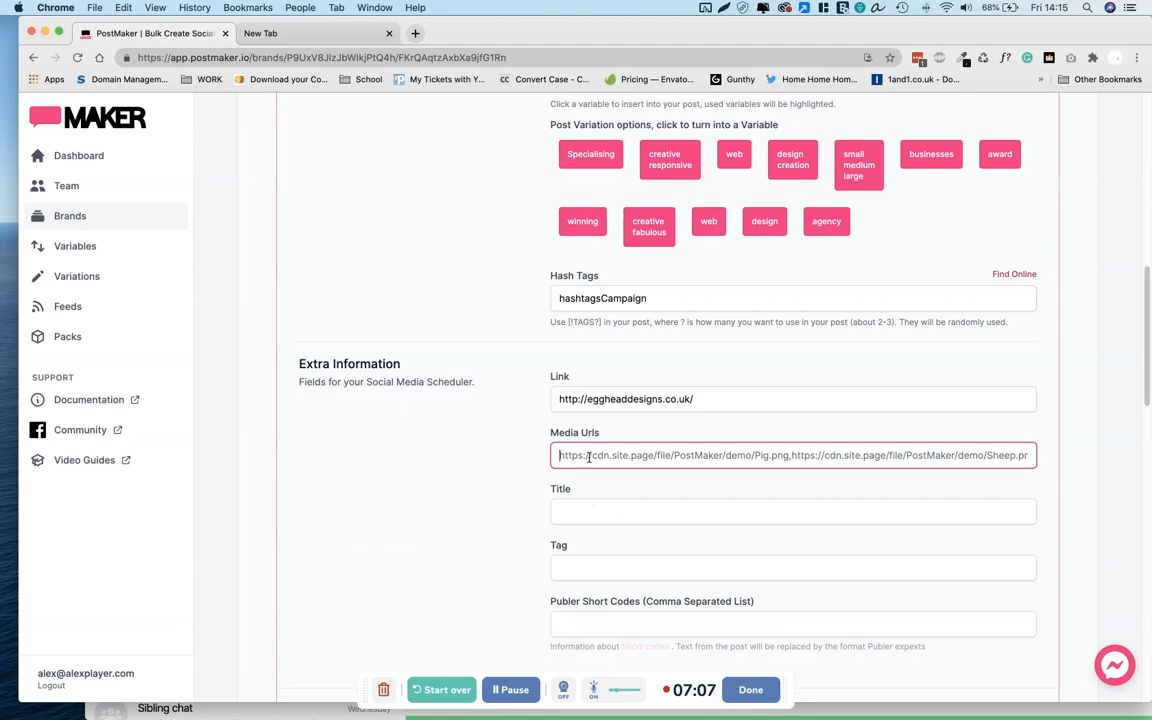 Chrome File Edit View History Bookmarks People Tab Window Help 68% Fri 14:15
PostMaker | Bulk Create Social New Tab
https://app.postmaker.io/brands/P9UxV8JlzJbWIkjPtQ4h/FKrQAqtzAxbXa9jfG1Rn
Apps Domain Managem... WORK Download your Co... School My Tickets with Y... Convert Case - C... Pricing — Envato... Gunthy Home Home Hom... 1and1.co.uk - Do... » Other Bookmarks
MAKER
Dashboard
Team
Brands
Variables
Variations
Feeds
Packs
SUPPORT
Documentation
Community
Video Guides
alex@alexplayer.com
Logout
Click a variable to insert into your post, used variables will be highlighted.
Post Variation options, click to turn into a Variable
Specialising
creative
responsive
web
design
creation
small
medium
large
businesses
award
winning
creative
fabulous
web
design
agency
Hash Tags Find Online
hashtagsCampaign
Use [!TAGS?] in your post, where ? is how many you want to use in your post (about 2-3). They will be randomly used.
Extra Information
Fields for your Social Media Scheduler.
Link
http://eggheaddesigns.co.uk/
Media Urls
https://cdn.site.page/file/PostMaker/demo/Pig.png,https://cdn.site.page/file/PostMaker/demo/Sheep.pr
Title
Tag
Publer Short Codes (Comma Separated List)
Information about Short codes . Text from the post will be replaced by the format Publer expects
Start over Pause OFF ON 07:07 Done
Sibling chat Wednesday